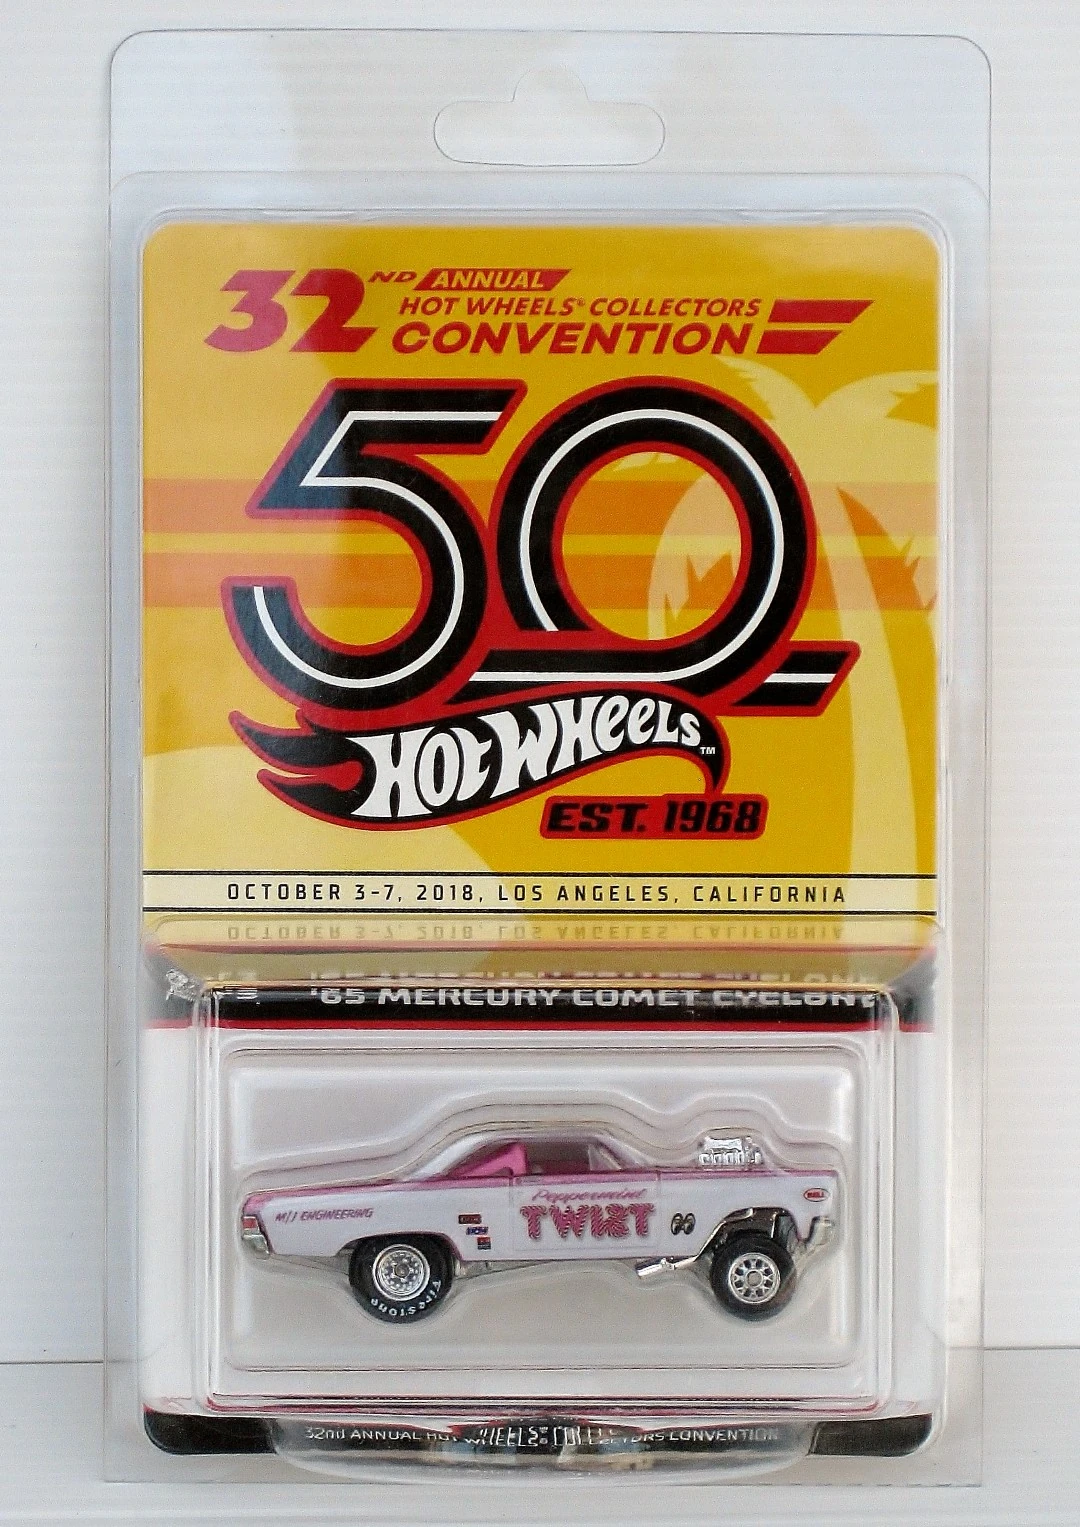 32ND ANNUAL
HOT WHEELS® COLLECTORS
CONVENTION
50
HOT WHEELS™
EST. 1968
OCTOBER 3-7, 2018, LOS ANGELES, CALIFORNIA
'65 MERCURY COMET CYCLONE
Peppermint
TWIST
M/J ENGINEERING
BELL
Firestone
32nd ANNUAL HOT WHEELS® COLLECTORS CONVENTION